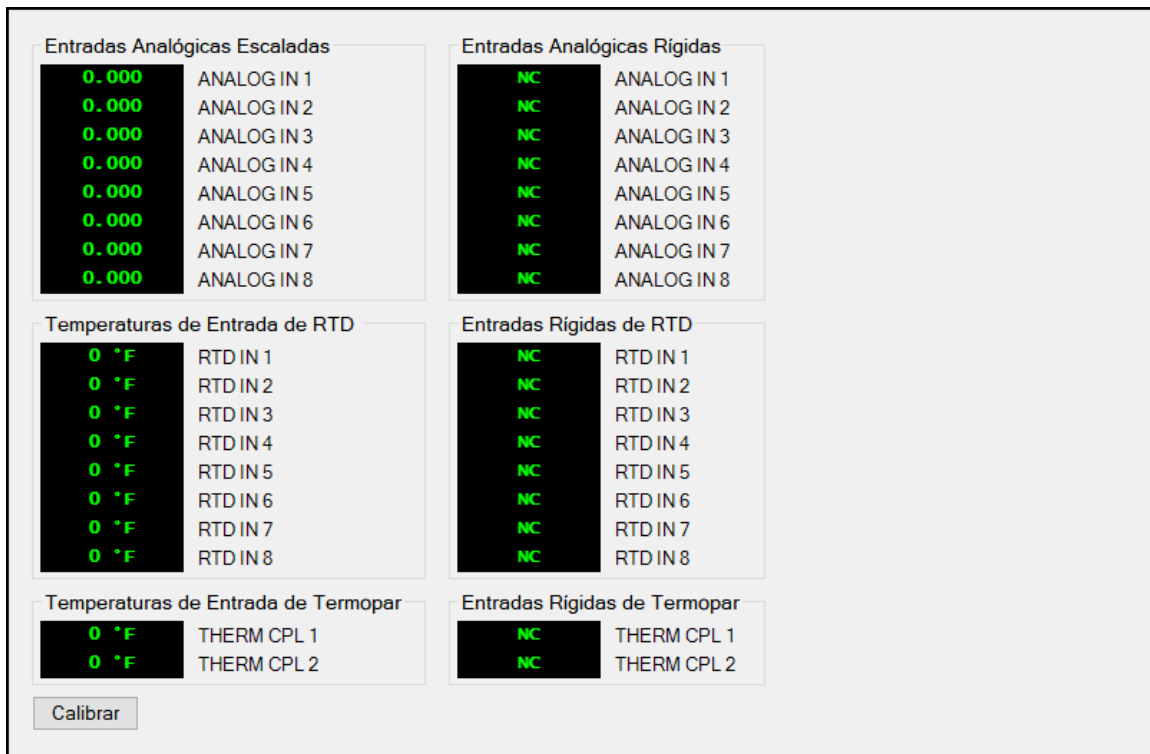 Entradas Analógicas Escaladas
0.000 ANALOG IN 1
0.000 ANALOG IN 2
0.000 ANALOG IN 3
0.000 ANALOG IN 4
0.000 ANALOG IN 5
0.000 ANALOG IN 6
0.000 ANALOG IN 7
0.000 ANALOG IN 8
Entradas Analógicas Rígidas
NC ANALOG IN 1
NC ANALOG IN 2
NC ANALOG IN 3
NC ANALOG IN 4
NC ANALOG IN 5
NC ANALOG IN 6
NC ANALOG IN 7
NC ANALOG IN 8
Temperaturas de Entrada de RTD
0 °F RTD IN 1
0 °F RTD IN 2
0 °F RTD IN 3
0 °F RTD IN 4
0 °F RTD IN 5
0 °F RTD IN 6
0 °F RTD IN 7
0 °F RTD IN 8
Entradas Rígidas de RTD
NC RTD IN 1
NC RTD IN 2
NC RTD IN 3
NC RTD IN 4
NC RTD IN 5
NC RTD IN 6
NC RTD IN 7
NC RTD IN 8
Temperaturas de Entrada de Termopar
0 °F THERM CPL 1
0 °F THERM CPL 2
Entradas Rígidas de Termopar
NC THERM CPL 1
NC THERM CPL 2
Calibrar